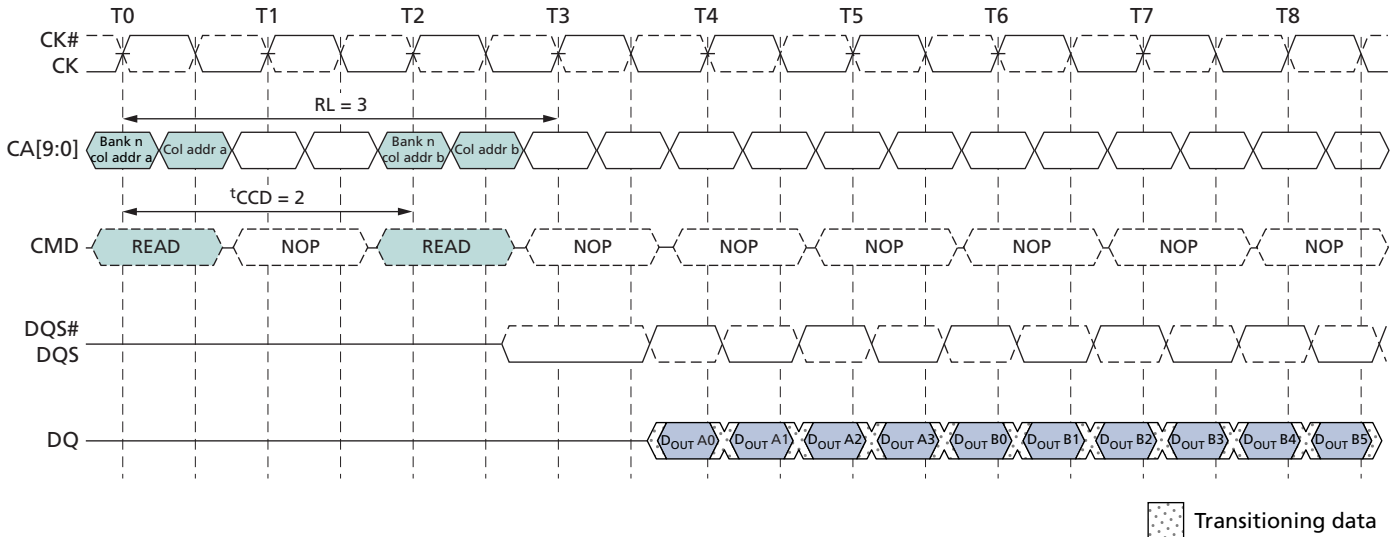 T0 T1 T2 T3 T4 T5 T6 T7 T8
CK#
CK
RL = 3
CA[9:0] Bank n col addr a Col addr a Bank n col addr b Col addr b
tCCD = 2
CMD READ NOP READ NOP NOP NOP NOP NOP NOP
DQS#
DQS
DQ DOUT A0 DOUT A1 DOUT A2 DOUT A3 DOUT B0 DOUT B1 DOUT B2 DOUT B3 DOUT B4 DOUT B5
Transitioning data